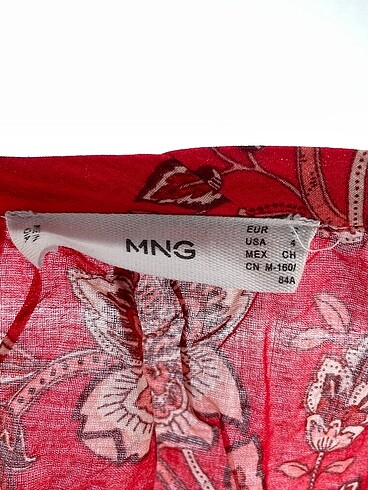 MNG
EUR
USA 4
MEX CH
CN M-160/
84A